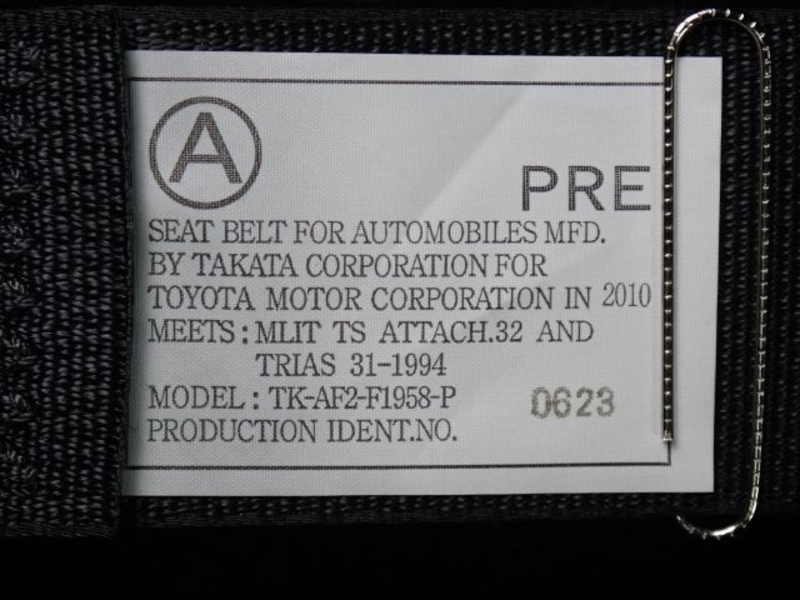 A
PRE
SEAT BELT FOR AUTOMOBILES MFD.
BY TAKATA CORPORATION FOR
TOYOTA MOTOR CORPORATION IN 2010
MEETS : MLIT TS ATTACH.32 AND
TRIAS 31-1994
MODEL : TK-AF2-F1958-P 0623
PRODUCTION IDENT.NO.